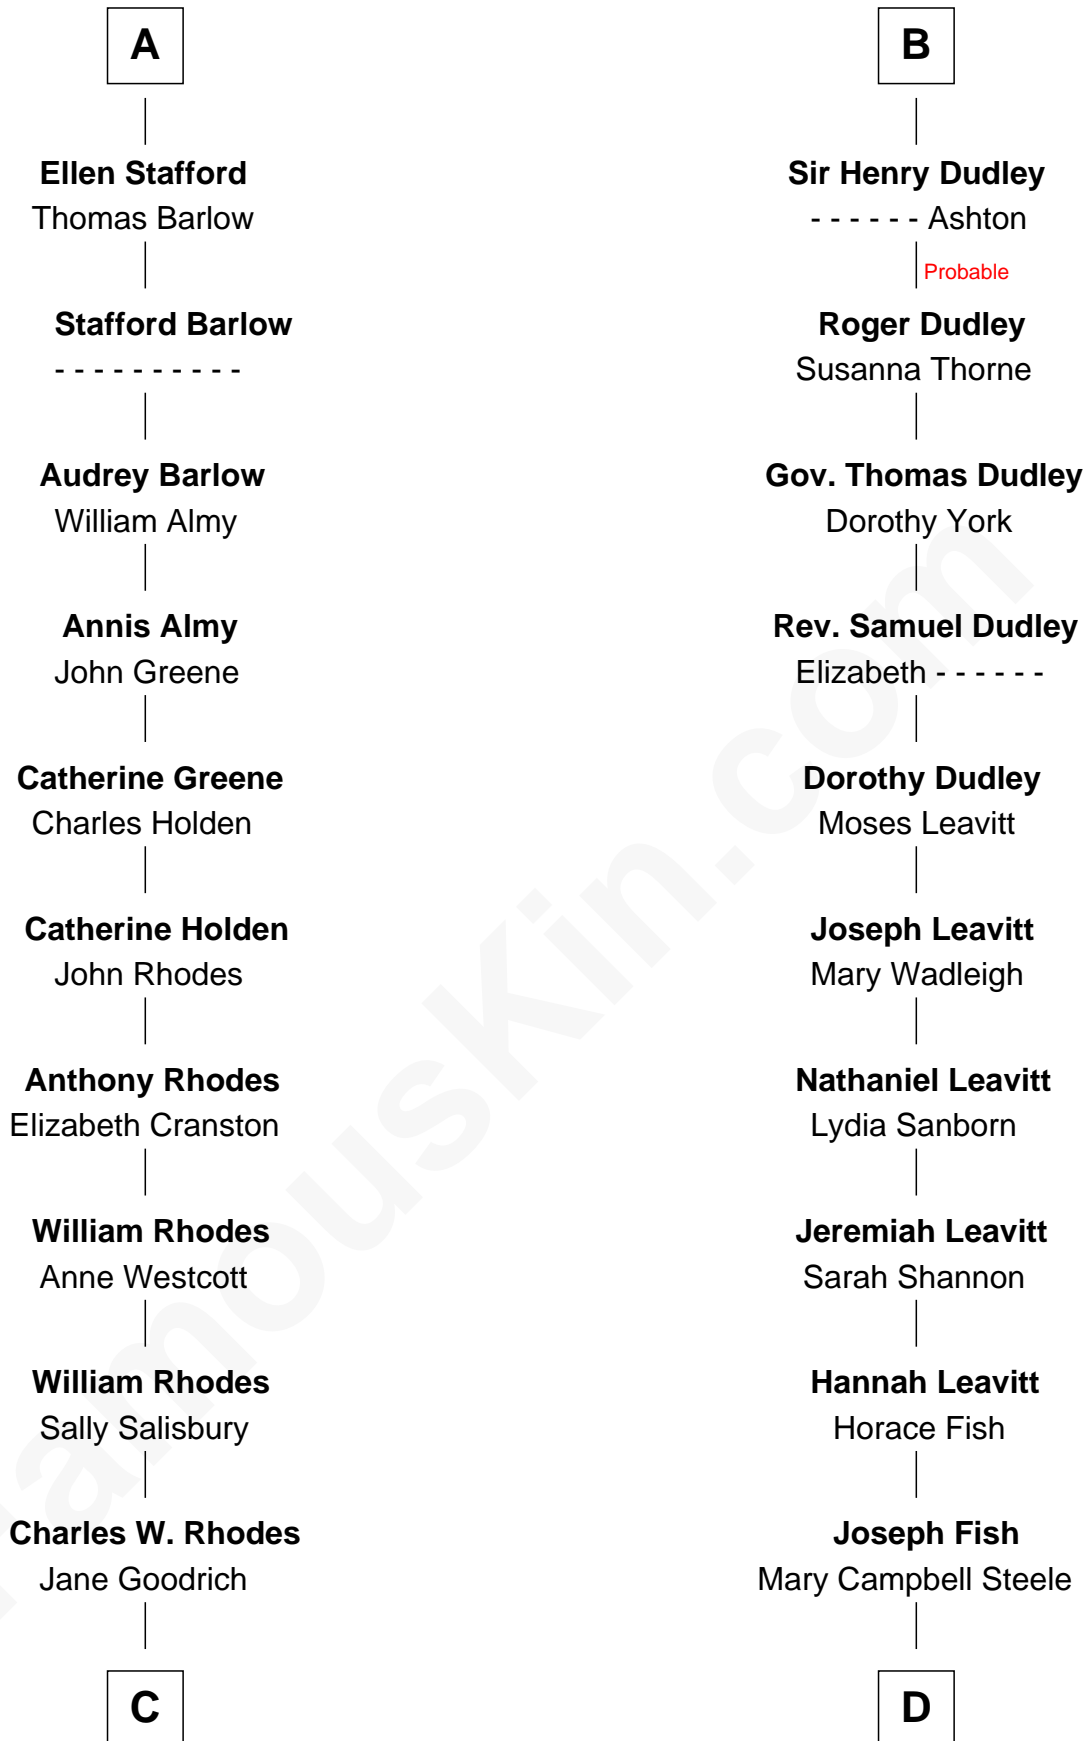 A
Ellen Stafford
Thomas Barlow
Stafford Barlow
- - - - - - - - - -
Audrey Barlow
William Almy
Annis Almy
John Greene
Catherine Greene
Charles Holden
Catherine Holden
John Rhodes
Anthony Rhodes
Elizabeth Cranston
William Rhodes
Anne Westcott
William Rhodes
Sally Salisbury
Charles W. Rhodes
Jane Goodrich
C
B
Sir Henry Dudley
- - - - - - Ashton
Probable
Roger Dudley
Susanna Thorne
Gov. Thomas Dudley
Dorothy York
Rev. Samuel Dudley
Elizabeth - - - - - -
Dorothy Dudley
Moses Leavitt
Joseph Leavitt
Mary Wadleigh
Nathaniel Leavitt
Lydia Sanborn
Jeremiah Leavitt
Sarah Shannon
Hannah Leavitt
Horace Fish
Joseph Fish
Mary Campbell Steele
D
FamousKin.com